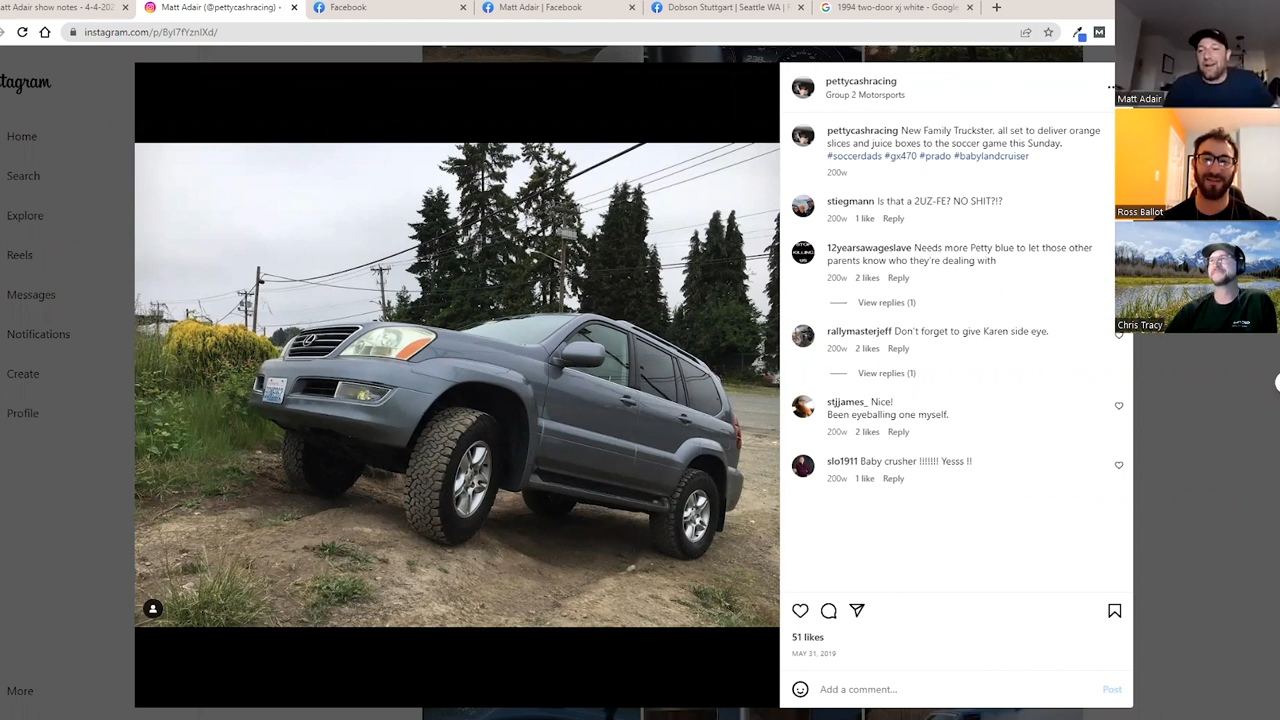 att Adair show notes - 4-4-202 ×
Matt Adair (@pettycashracing) • ×
Facebook ×
Matt Adair | Facebook ×
Dobson Stuttgart | Seattle WA | F ×
1994 two-door xj white - Google ×
+
instagram.com/p/ByI7fYznIXd/
M
tagram
Home
Search
Explore
Reels
Messages
Notifications
Create
Profile
More
pettycashracing
Group 2 Motorsports
pettycashracing New Family Truckster, all set to deliver orange
slices and juice boxes to the soccer game this Sunday.
#soccerdads #gx470 #prado #babylandcruiser
200w
stiegmann Is that a 2UZ-FE? NO SHIT?!?
200w 1 like Reply
12yearsawageslave Needs more Petty blue to let those other
parents know who they're dealing with
200w 2 likes Reply
View replies (1)
rallymasterjeff Don't forget to give Karen side eye.
200w 2 likes Reply
View replies (1)
stjjames_ Nice!
Been eyeballing one myself.
200w 2 likes Reply
slo1911 Baby crusher !!!!!!! Yesss !!
200w 1 like Reply
51 likes
MAY 31, 2019
Add a comment...
Post
Matt Adair
Ross Ballot
Chris Tracy